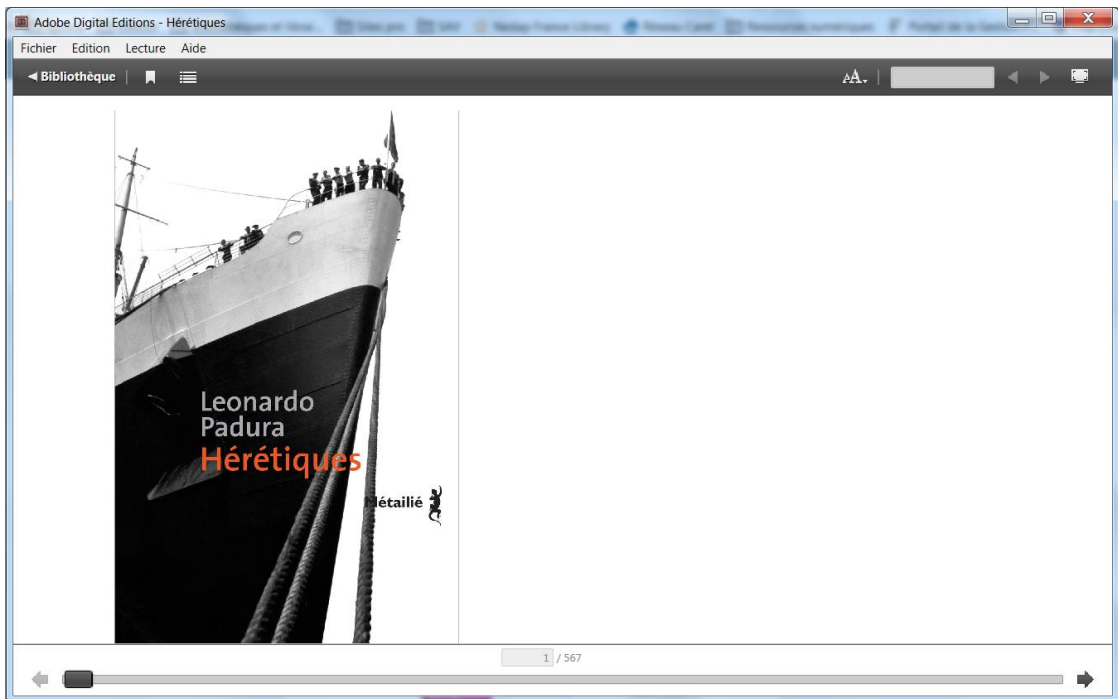 Adobe Digital Editions - Hérétiques
Fichier Edition Lecture Aide
Bibliothèque
AA
Leonardo
Padura
Hérétiques
Métailié
1 / 567